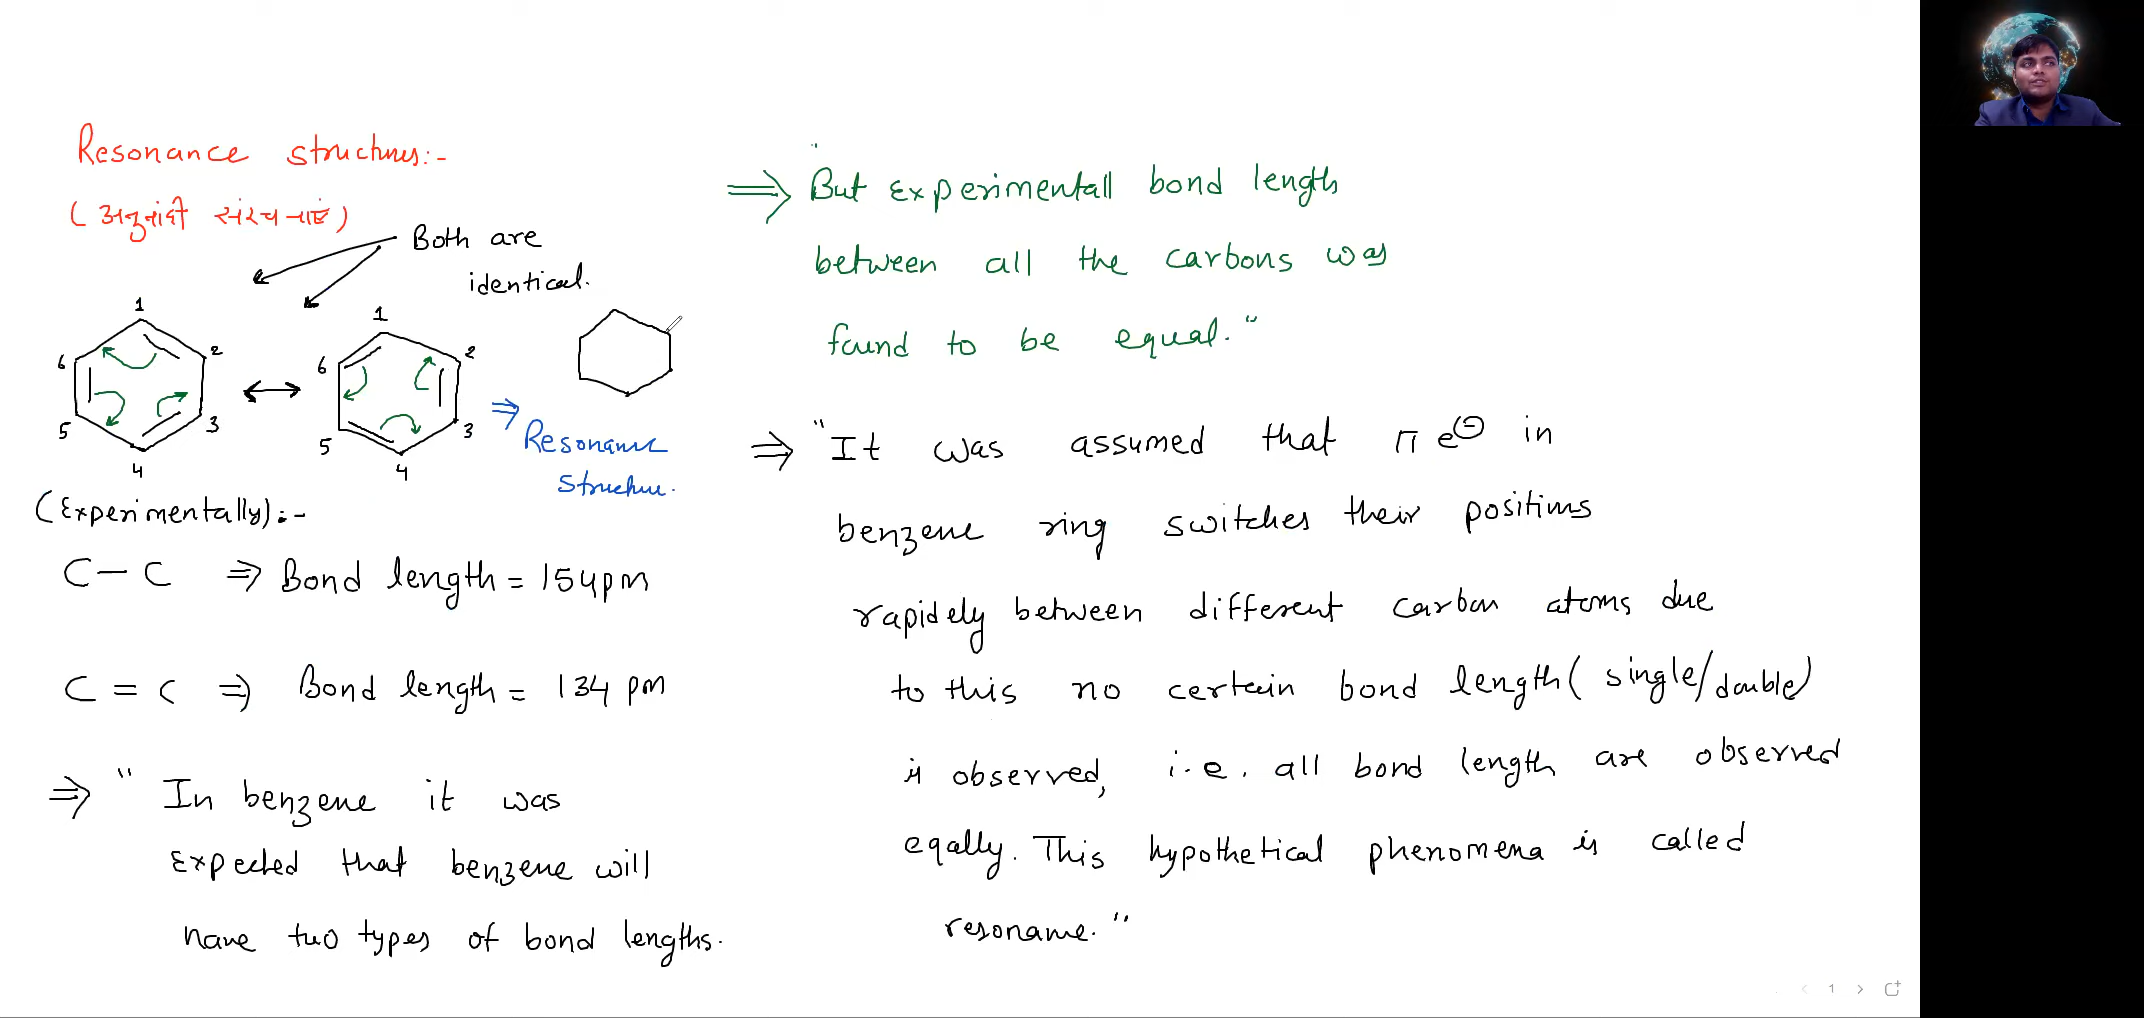 Resonance structures:-
(अनुनादी संरचनाएं)
Both are
identical.
1
2
3
4
5
6
1
2
3
4
5
6
⇒ Resonance
structure.
(Experimentally):-
C – C ⇒ Bond length = 154pm
C = C ⇒ Bond length = 134 pm
⇒ " In benzene it was
expected that benzene will
have two types of bond lengths.
⇒ But experimentall bond length
between all the carbons was
found to be equal."
⇒ "It was assumed that π e⊖ in
benzene ring switches their positions
rapidely between different carbon atoms due
to this no certain bond length (single/double)
is observed, i.e. all bond length are observed
eqally. This hypothetical phenomena is called
resonance."
1